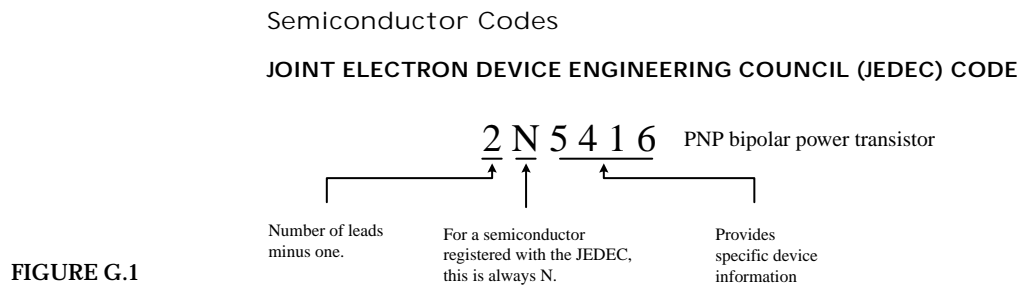 Semiconductor Codes
JOINT ELECTRON DEVICE ENGINEERING COUNCIL (JEDEC) CODE
2 N 5 4 1 6 PNP bipolar power transistor
Number of leads
minus one.
For a semiconductor
registered with the JEDEC,
this is always N.
Provides
specific device
information
FIGURE G.1